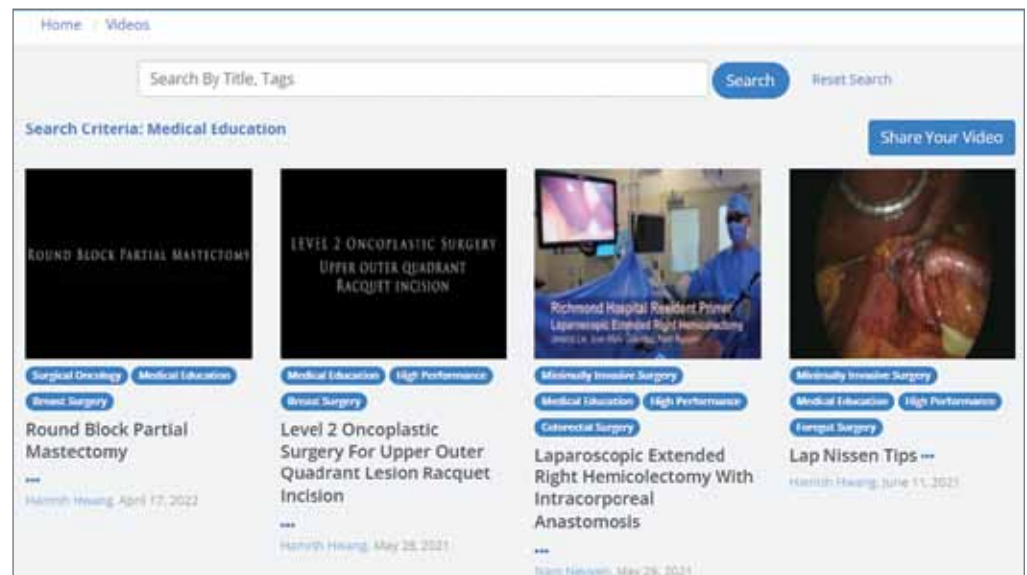 Home / Videos
Search By Title, Tags
Search
Reset Search
Search Criteria: Medical Education
Share Your Video
ROUND BLOCK PARTIAL MASTECTOMY
Surgical Oncology
Medical Education
Breast Surgery
Round Block Partial
Mastectomy
...
Hamish Hwang, April 17, 2022
LEVEL 2 ONCOPLASTIC SURGERY
UPPER OUTER QUADRANT
RACQUET INCISION
Medical Education
High Performance
Breast Surgery
Level 2 Oncoplastic
Surgery For Upper Outer
Quadrant Lesion Racquet
Incision
...
Hamish Hwang, May 28, 2021
Richmond Hospital Resident Primer
Laparoscopic Extended Right Hemicolectomy
Minimally Invasive Surgery
Medical Education
High Performance
Colorectal Surgery
Laparoscopic Extended
Right Hemicolectomy With
Intracorporeal
Anastomosis
...
Nam Nguyen, May 29, 2021
Minimally Invasive Surgery
Medical Education
High Performance
Foregut Surgery
Lap Nissen Tips ...
Hamish Hwang, June 11, 2021